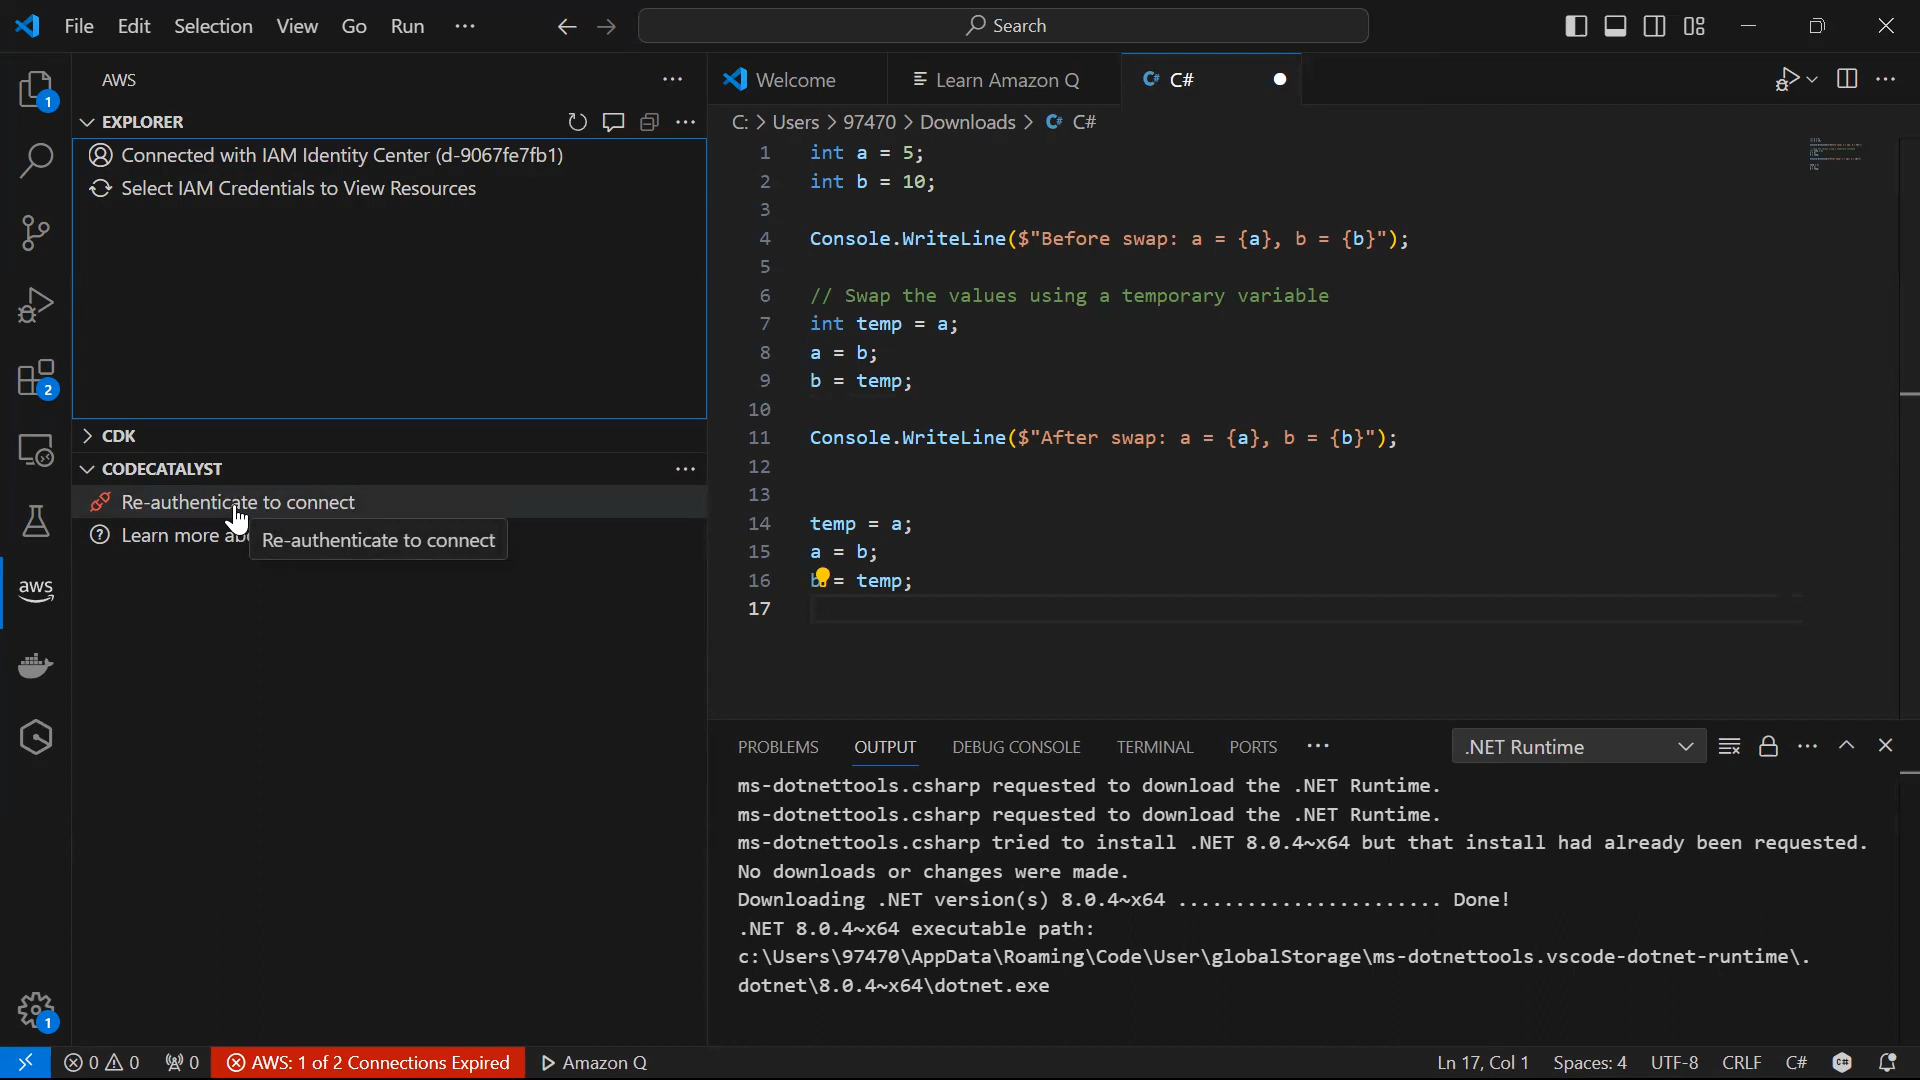 File Edit Selection View Go Run ···
Search
AWS
EXPLORER
Connected with IAM Identity Center (d-9067fe7fb1)
Select IAM Credentials to View Resources
CDK
CODECATALYST
Re-authenticate to connect
Learn more ab
Re-authenticate to connect
1
2
aws
1
Welcome
Learn Amazon Q
C# C#
C: > Users > 97470 > Downloads > C# C#
1 int a = 5;
2 int b = 10;
3
4 Console.WriteLine($"Before swap: a = {a}, b = {b}");
5
6 // Swap the values using a temporary variable
7 int temp = a;
8 a = b;
9 b = temp;
10
11 Console.WriteLine($"After swap: a = {a}, b = {b}");
12
13
14 temp = a;
15 a = b;
16 b = temp;
17
PROBLEMS OUTPUT DEBUG CONSOLE TERMINAL PORTS ···
.NET Runtime
ms-dotnettools.csharp requested to download the .NET Runtime.
ms-dotnettools.csharp requested to download the .NET Runtime.
ms-dotnettools.csharp tried to install .NET 8.0.4~x64 but that install had already been requested.
No downloads or changes were made.
Downloading .NET version(s) 8.0.4~x64 ....................... Done!
.NET 8.0.4~x64 executable path:
c:\Users\97470\AppData\Roaming\Code\User\globalStorage\ms-dotnettools.vscode-dotnet-runtime\.
dotnet\8.0.4~x64\dotnet.exe
0 0 0 AWS: 1 of 2 Connections Expired Amazon Q Ln 17, Col 1 Spaces: 4 UTF-8 CRLF C#